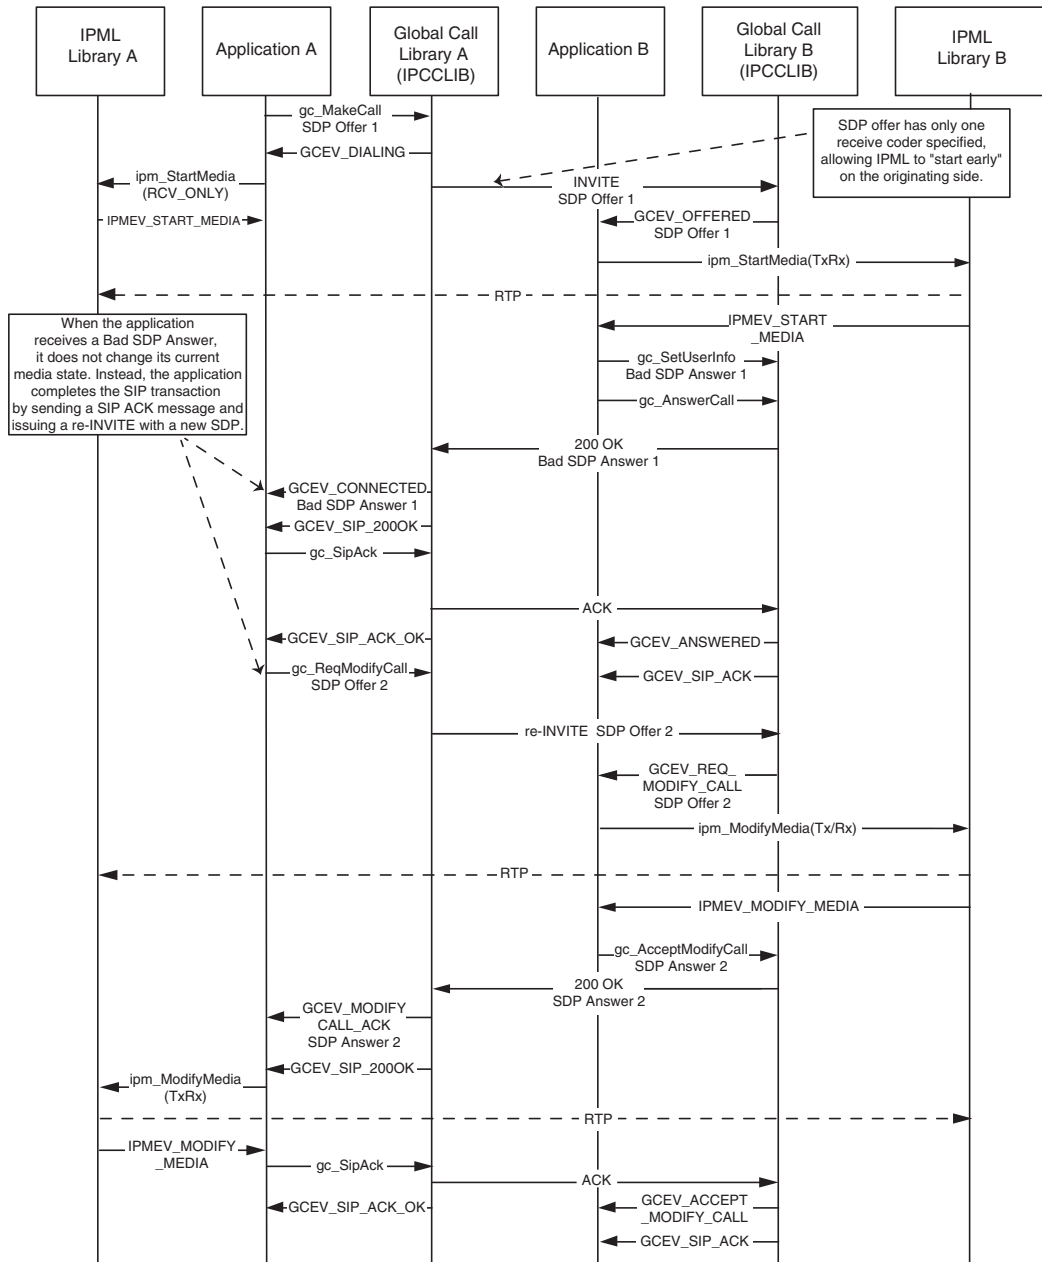 IPML
Library A
Application A
Global Call
Library A
(IPCCLIB)
Application B
Global Call
Library B
(IPCCLIB)
IPML
Library B
gc_MakeCall
SDP Offer 1
SDP offer has only one
receive coder specified,
allowing IPML to "start early"
on the originating side.
GCEV_DIALING
ipm_StartMedia
(RCV_ONLY)
INVITE
SDP Offer 1
IPMEV_START_MEDIA
GCEV_OFFERED
SDP Offer 1
ipm_StartMedia(TxRx)
RTP
When the application
receives a Bad SDP Answer,
it does not change its current
media state. Instead, the application
completes the SIP transaction
by sending a SIP ACK message and
issuing a re-INVITE with a new SDP.
IPMEV_START
_MEDIA
gc_SetUserInfo
Bad SDP Answer 1
gc_AnswerCall
200 OK
Bad SDP Answer 1
GCEV_CONNECTED
Bad SDP Answer 1
GCEV_SIP_200OK
gc_SipAck
ACK
GCEV_SIP_ACK_OK
GCEV_ANSWERED
gc_ReqModifyCall
SDP Offer 2
GCEV_SIP_ACK
re-INVITE SDP Offer 2
GCEV_REQ_
MODIFY_CALL
SDP Offer 2
ipm_ModifyMedia(Tx/Rx)
RTP
IPMEV_MODIFY_MEDIA
gc_AcceptModifyCall
SDP Answer 2
200 OK
SDP Answer 2
GCEV_MODIFY
CALL_ACK
SDP Answer 2
GCEV_SIP_200OK
ipm_ModifyMedia
(TxRx)
RTP
IPMEV_MODIFY
_MEDIA
gc_SipAck
ACK
GCEV_SIP_ACK_OK
GCEV_ACCEPT
_MODIFY_CALL
GCEV_SIP_ACK